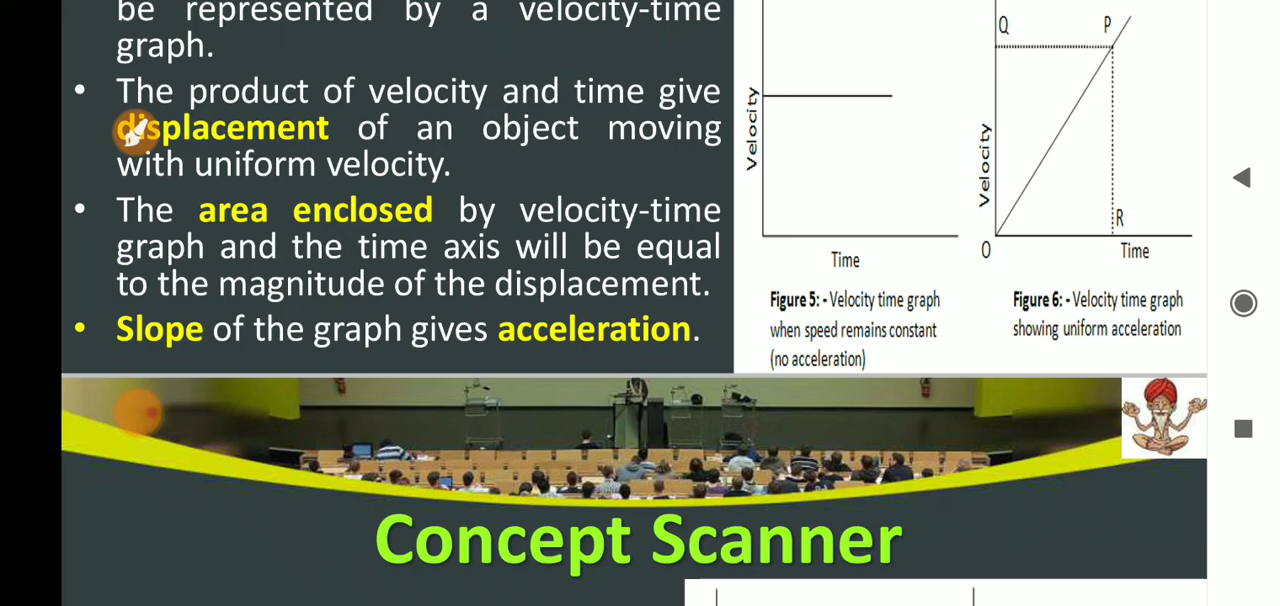 be represented by a velocity-time
graph.
• The product of velocity and time give
displacement of an object moving
with uniform velocity.
• The area enclosed by velocity-time
graph and the time axis will be equal
to the magnitude of the displacement.
• Slope of the graph gives acceleration.
Velocity
Time
Figure 5: - Velocity time graph
when speed remains constant
(no acceleration)
Q
P
Velocity
R
O
Time
Figure 6: - Velocity time graph
showing uniform acceleration
Concept Scanner